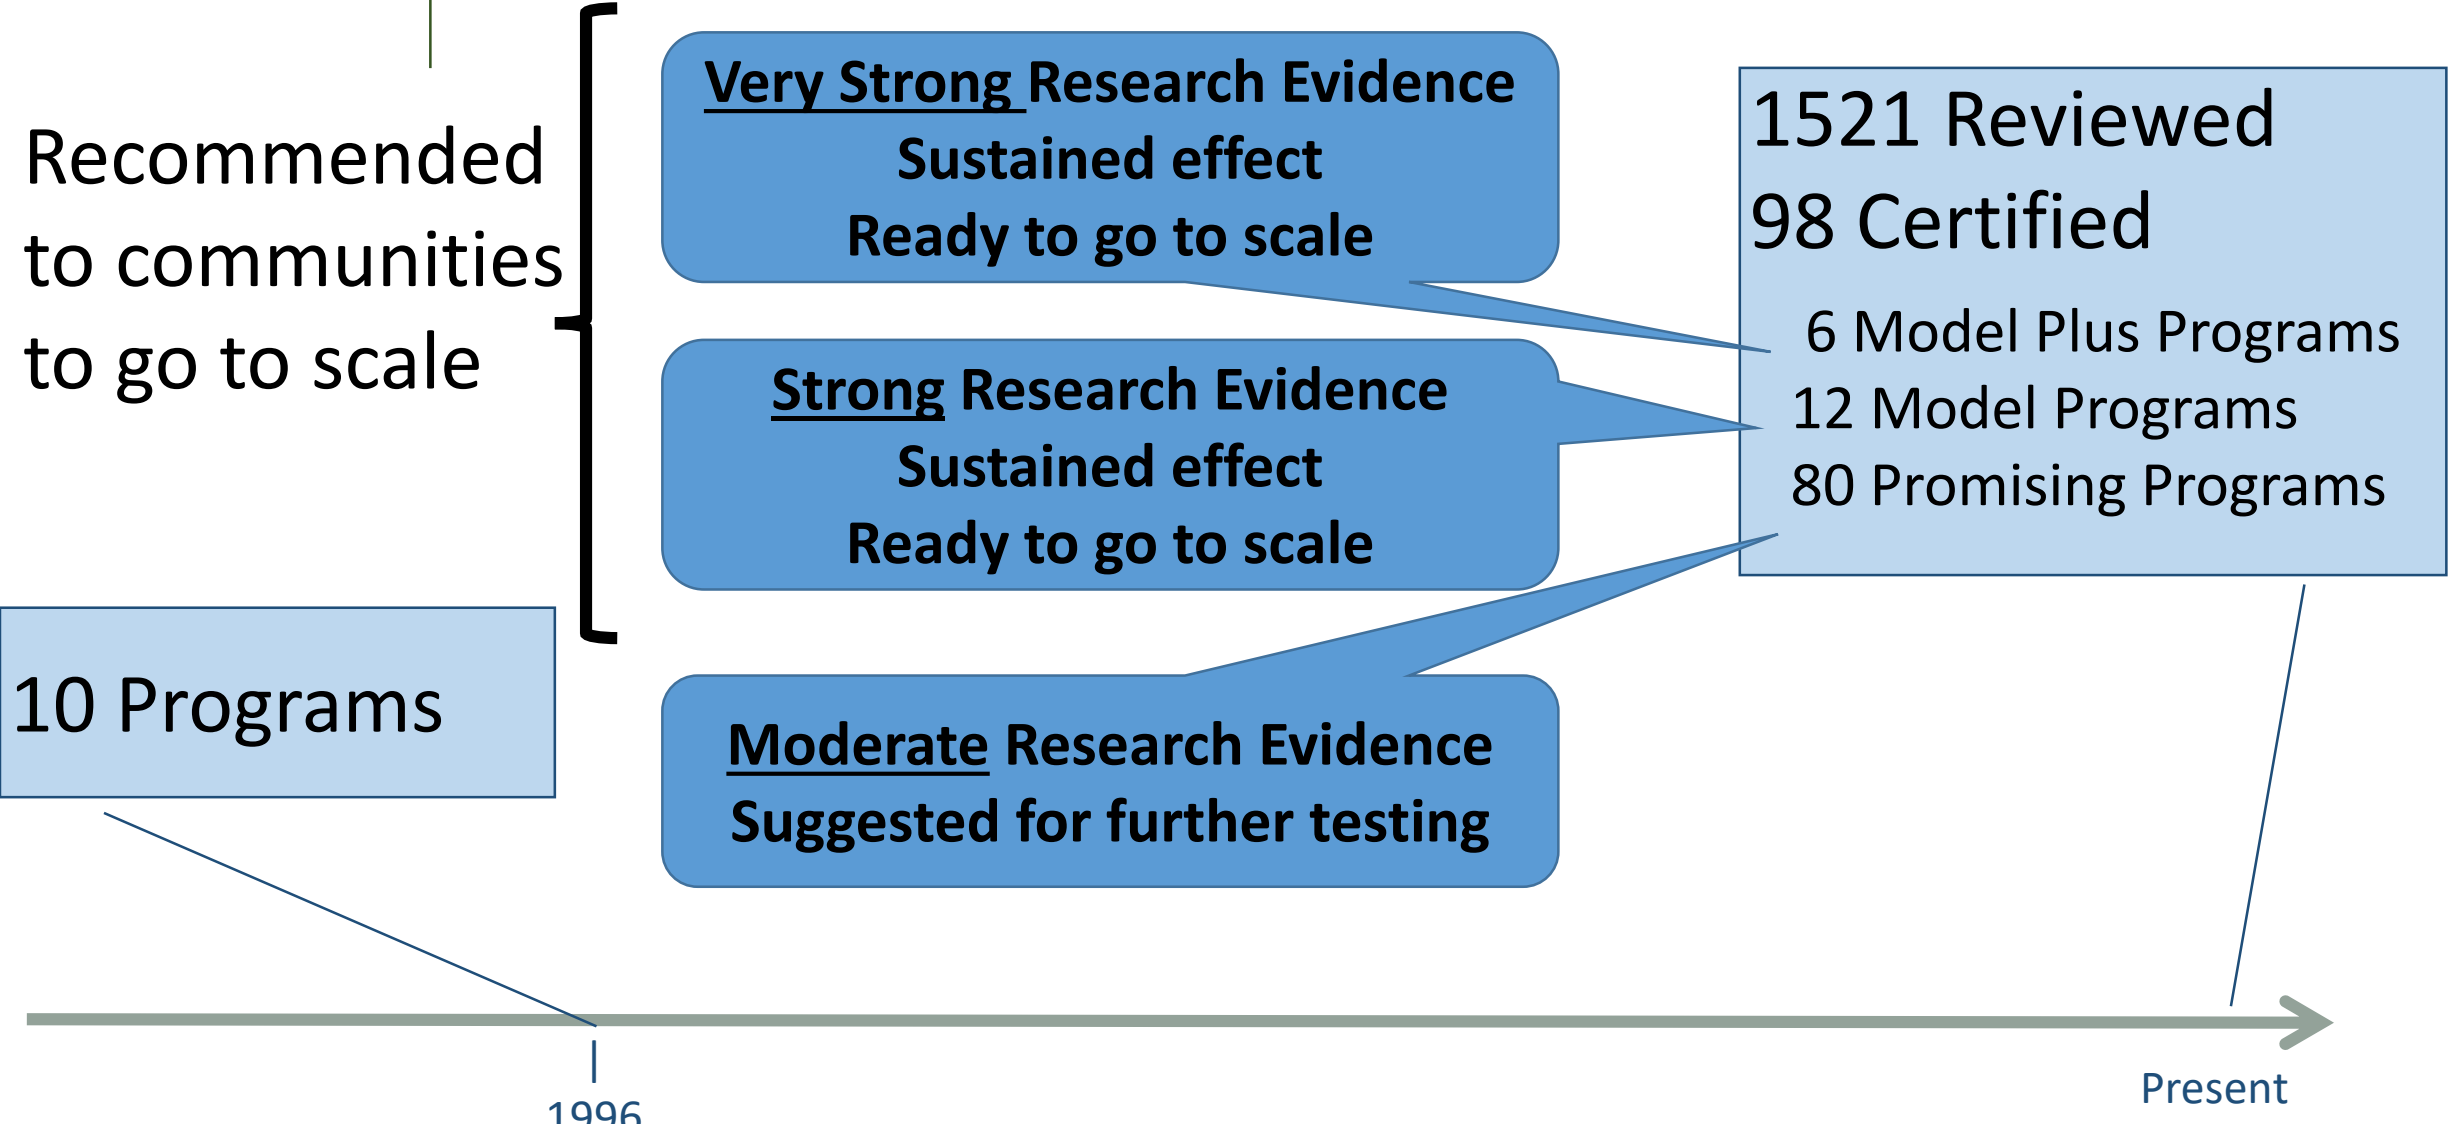 Recommended
to communities
to go to scale
Very Strong Research Evidence
Sustained effect
Ready to go to scale
Strong Research Evidence
Sustained effect
Ready to go to scale
Moderate Research Evidence
Suggested for further testing
1521 Reviewed
98 Certified
6 Model Plus Programs
12 Model Programs
80 Promising Programs
10 Programs
1996
Present